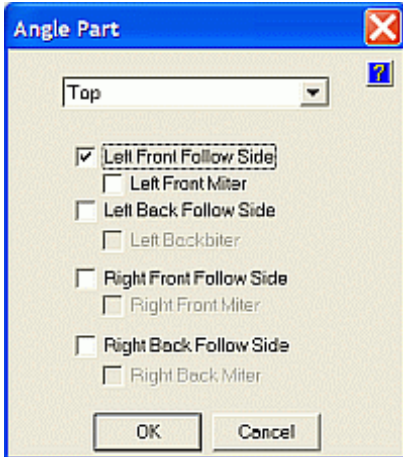 Angle Part
?
Top
Left Front Follow Side
Left Front Miter
Left Back Follow Side
Left Backbiter
Right Front Follow Side
Right Front Miter
Right Back Follow Side
Right Back Miter
OK Cancel